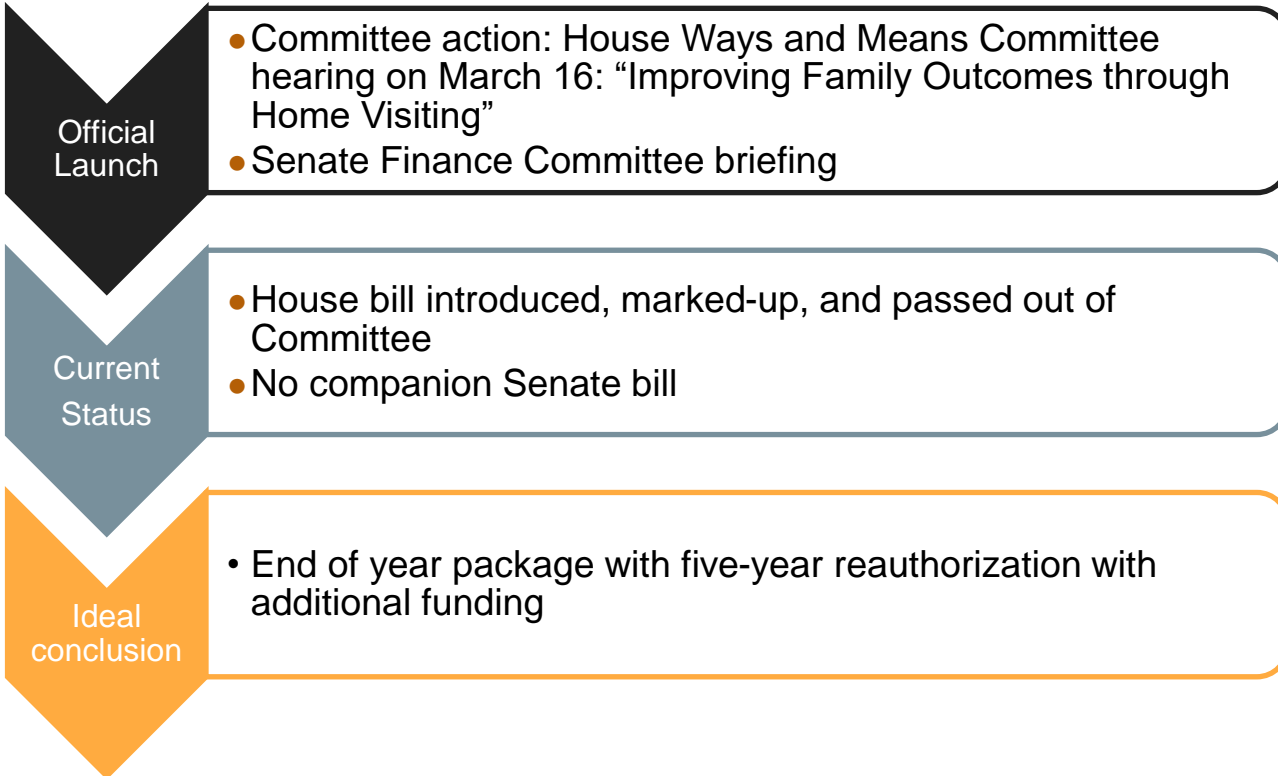 Official
Launch
●Committee action: House Ways and Means Committee
hearing on March 16: “Improving Family Outcomes through
Home Visiting”
●Senate Finance Committee briefing
Current
Status
●House bill introduced, marked-up, and passed out of
Committee
●No companion Senate bill
Ideal
conclusion
• End of year package with five-year reauthorization with
additional funding